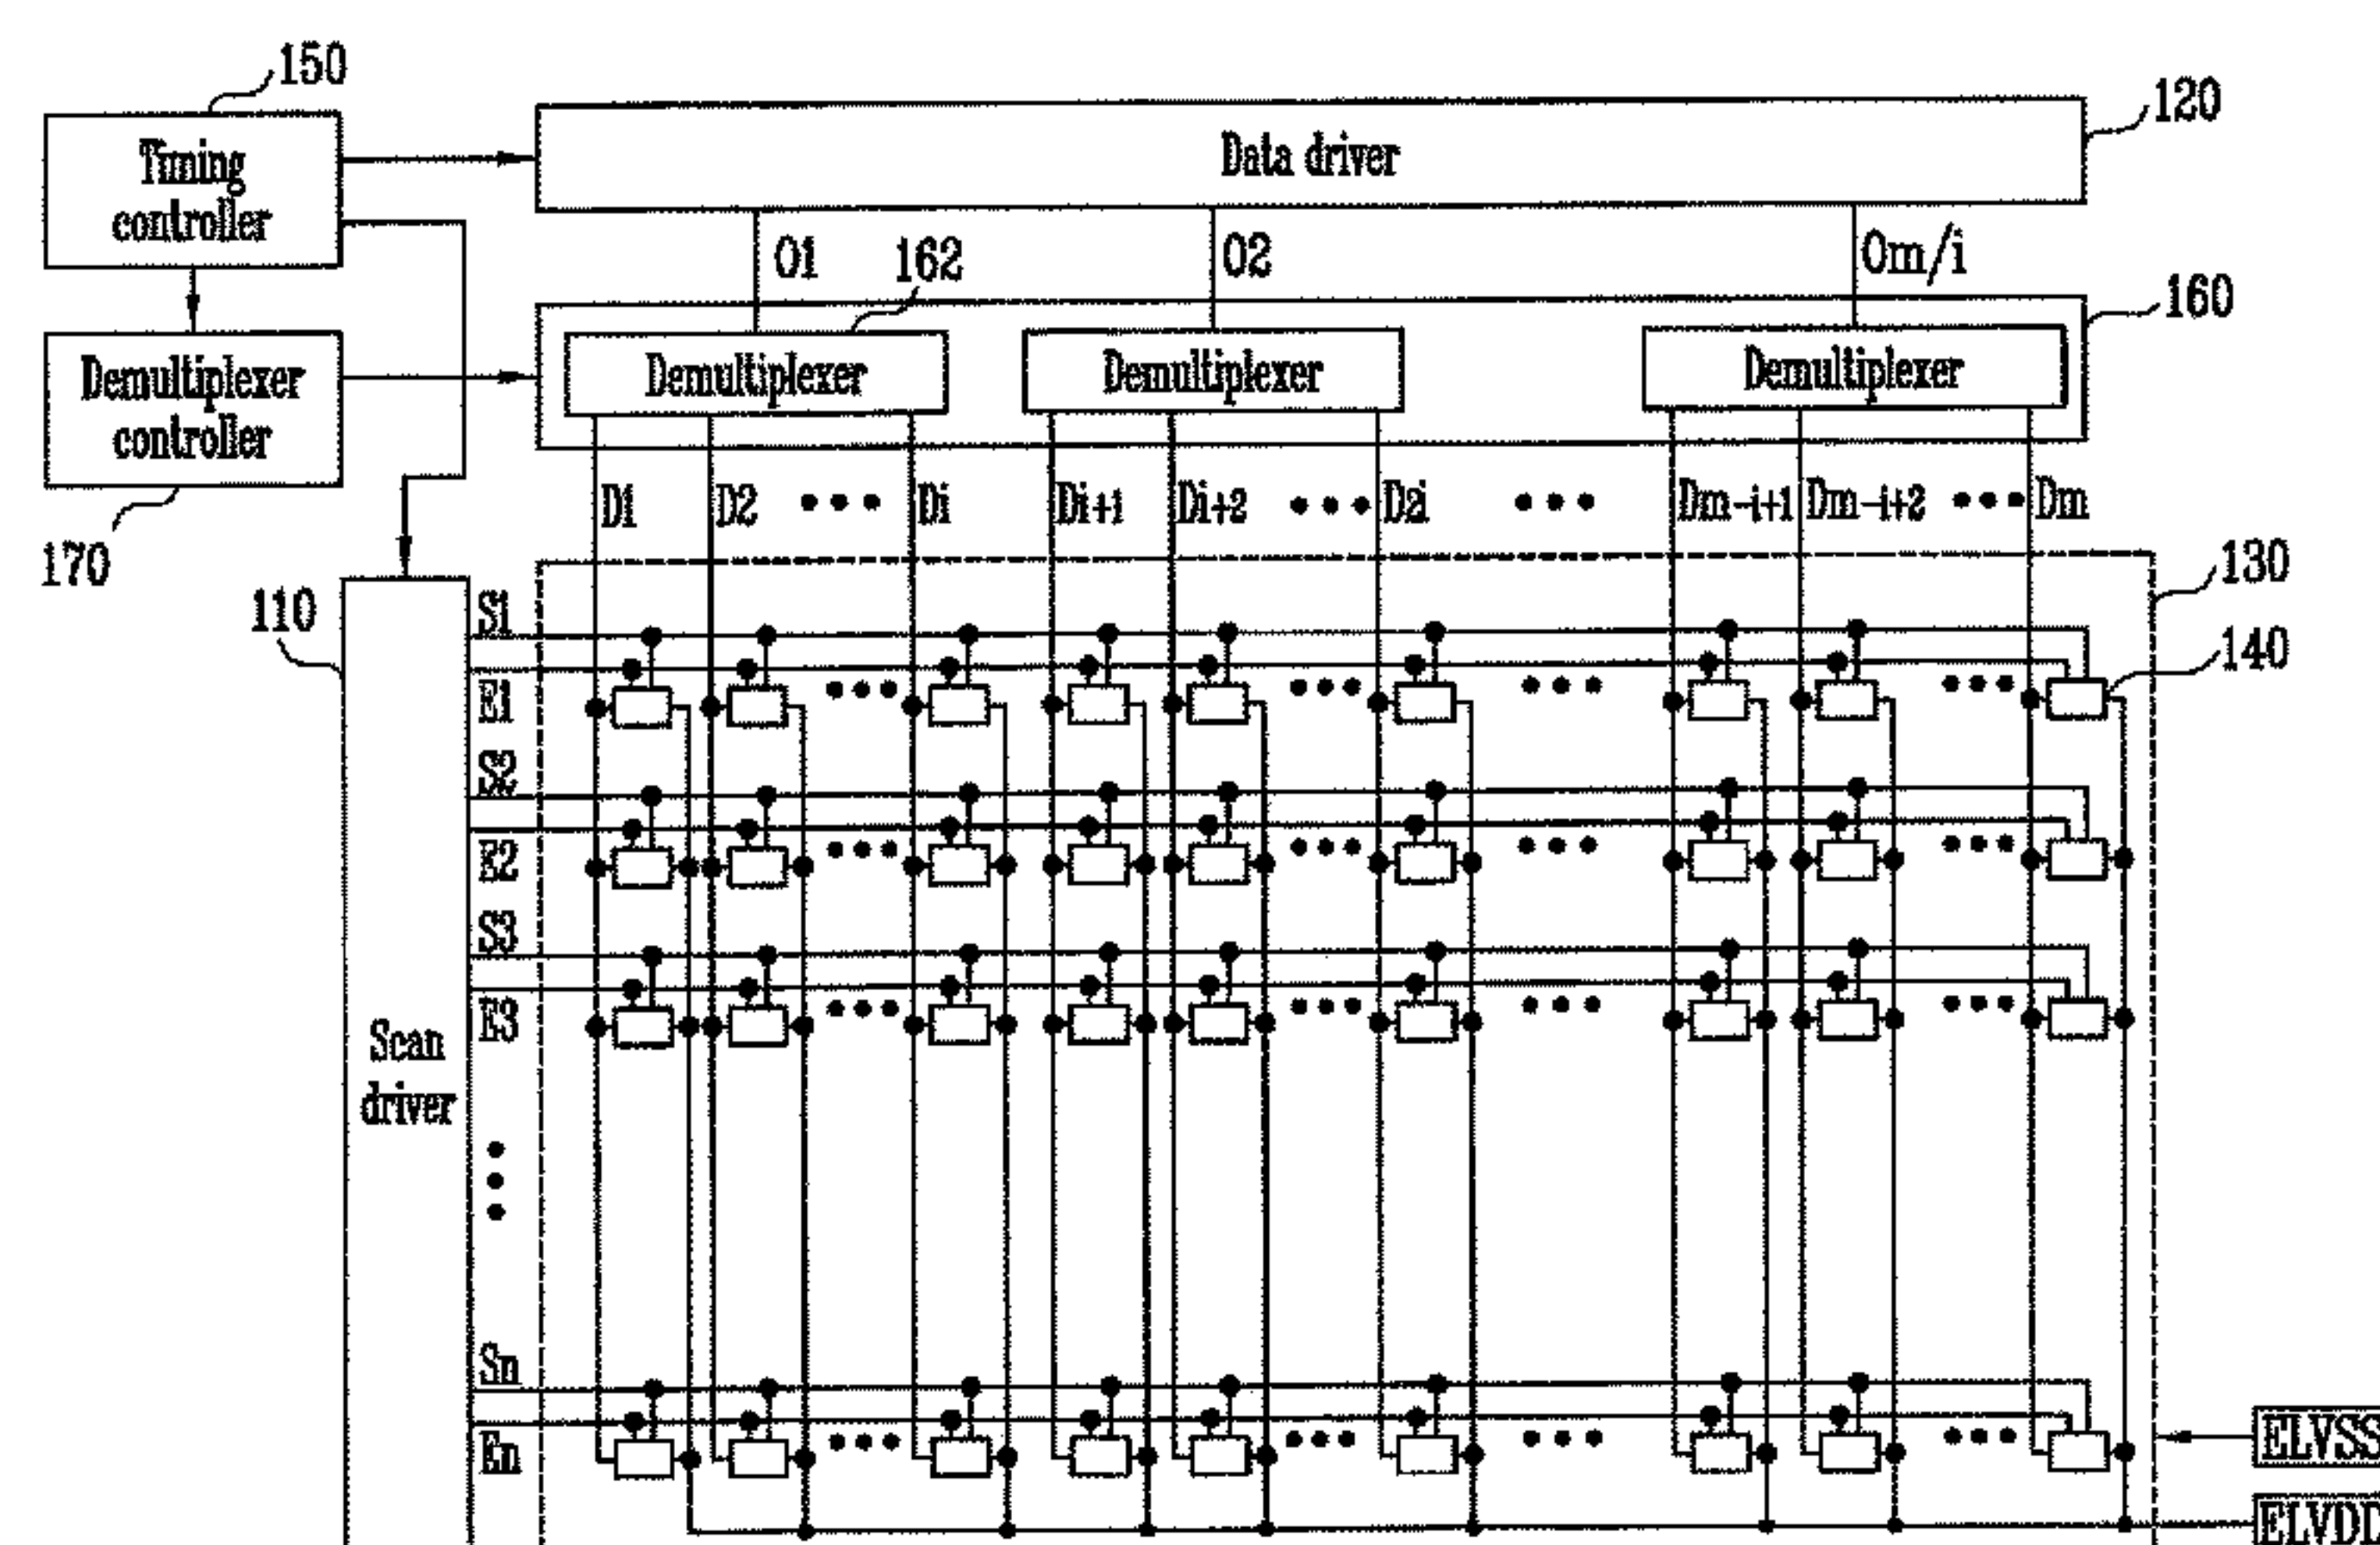 150
120
Timing
controller
Data driver
O1
162
O2
Om/i
160
Demultiplexer
controller
Demultiplexer
Demultiplexer
Demultiplexer
170
D1
D2
Di
Di+1
Di+2
D2i
Dm-i+1
Dm-i+2
Dm
130
110
S1
140
E1
S2
E2
S3
E3
Scan
driver
Sn
En
ELVSS
ELVDD